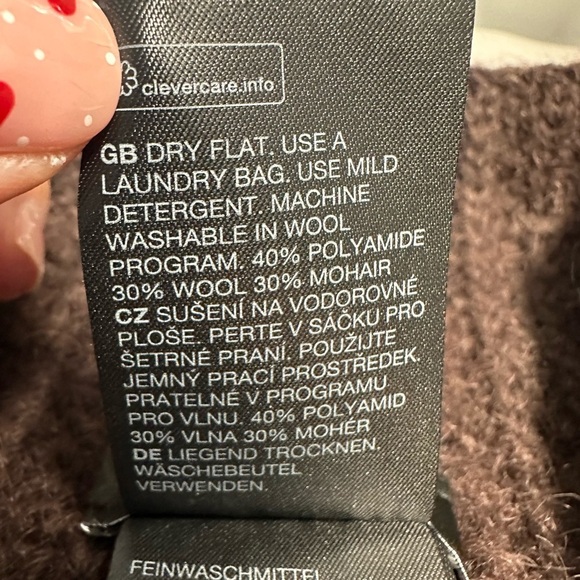 clevercare.info
GB DRY FLAT. USE A
LAUNDRY BAG. USE MILD
DETERGENT. MACHINE
WASHABLE IN WOOL
PROGRAM. 40% POLYAMIDE
30% WOOL 30% MOHAIR
CZ SUŠENÍ NA VODOROVNÉ
PLOŠE. PERTE V SÁČKU PRO
ŠETRNÉ PRANÍ. POUŽIJTE
JEMNÝ PRACÍ PROSTŘEDEK.
PRATELNÉ V PROGRAMU
PRO VLNU. 40% POLYAMID
30% VLNA 30% MOHÉR
DE LIEGEND TROCKNEN.
WÄSCHEBEUTEL
VERWENDEN.
FEINWASCHMITTEL